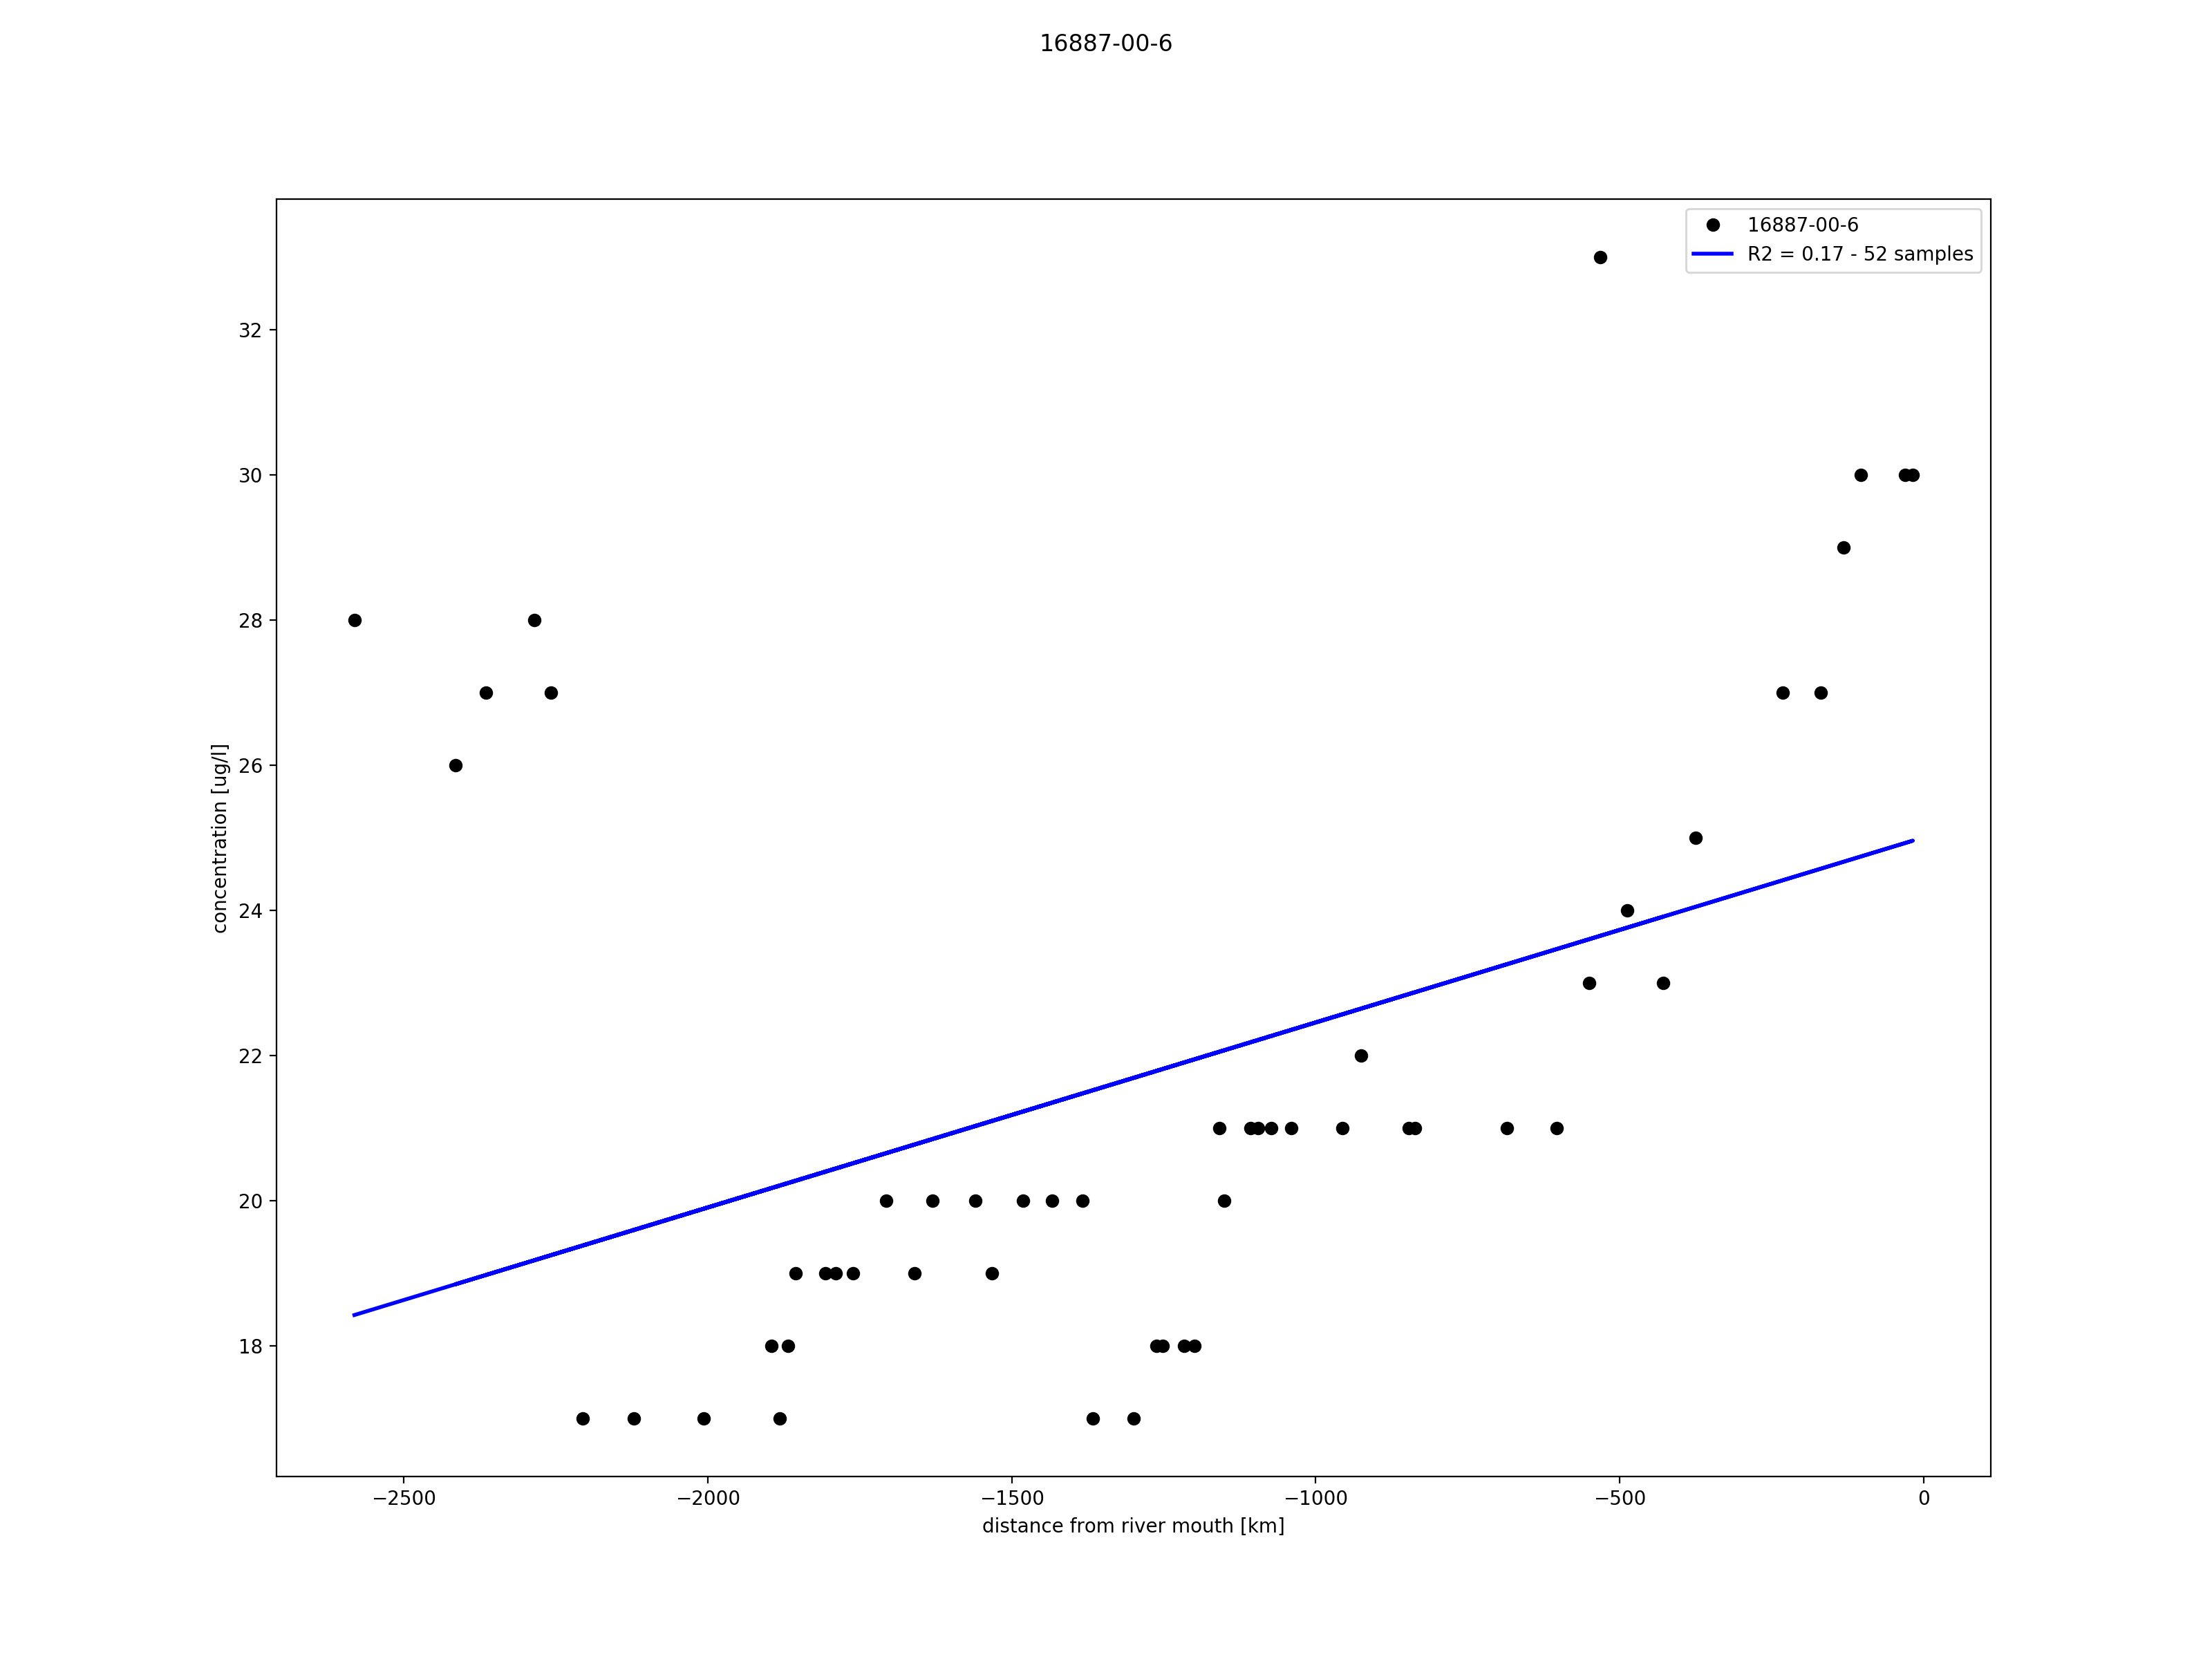 16887-00-6
16887-00-6
R2 = 0.17 - 52 samples
32
30
28
26
24
22
20
18
concentration [ug/l]
−2500 −2000 −1500 −1000 −500 0
distance from river mouth [km]